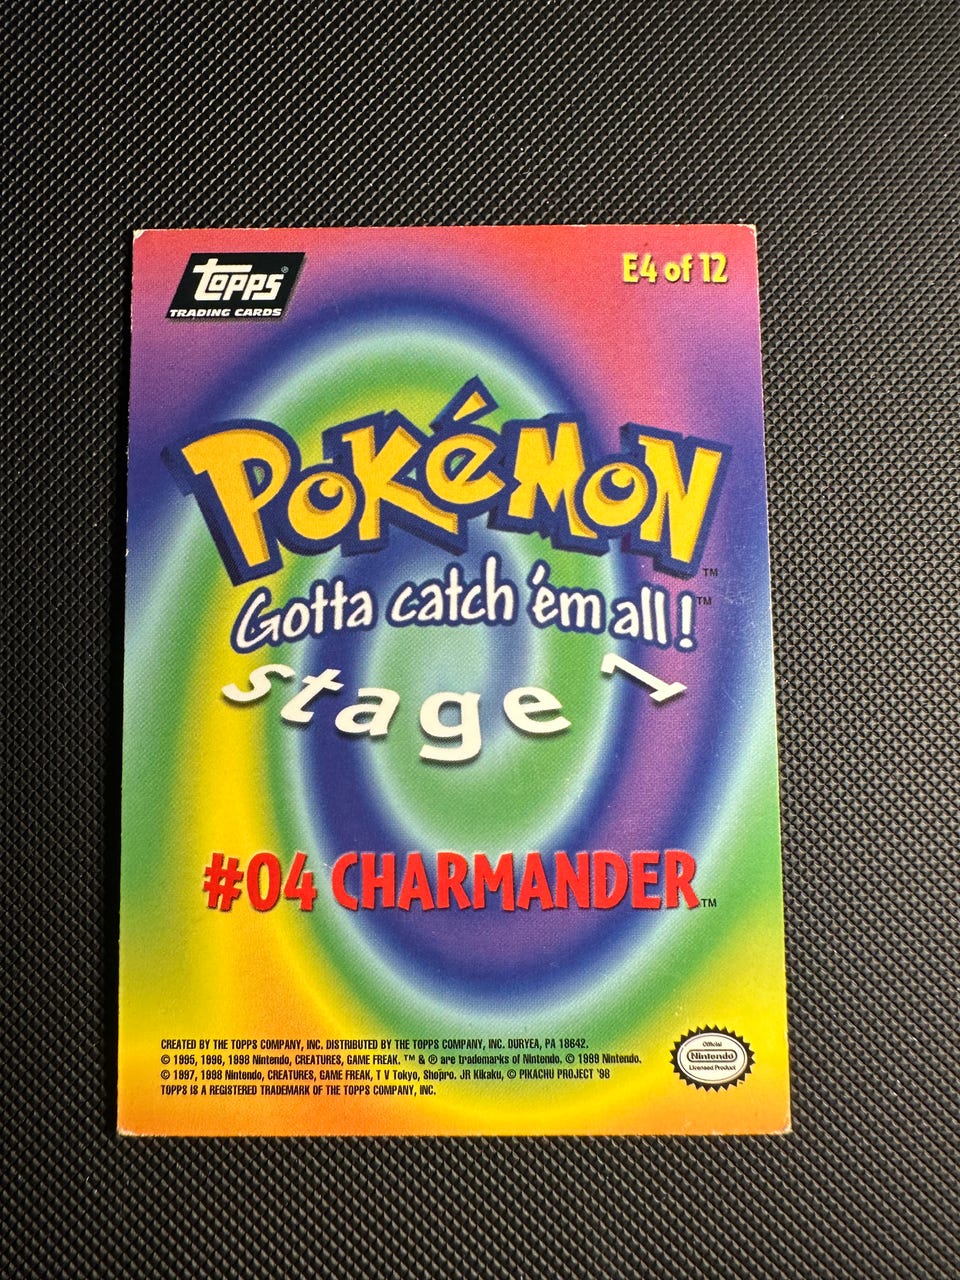 Topps®
TRADING CARDS
E4 of 12
POKéMON™
Gotta catch 'em all!™
stage 1
#04 CHARMANDER™
CREATED BY THE TOPPS COMPANY, INC. DISTRIBUTED BY THE TOPPS COMPANY, INC. DURYEA, PA 18642.
© 1995, 1996, 1998 Nintendo, CREATURES, GAME FREAK. ™ & ® are trademarks of Nintendo. © 1999 Nintendo.
© 1997, 1998 Nintendo, CREATURES, GAME FREAK, T V Tokyo, Shopro. JR Kikaku, © PIKACHU PROJECT '98
TOPPS IS A REGISTERED TRADEMARK OF THE TOPPS COMPANY, INC.
Official
Nintendo
Licensed Product